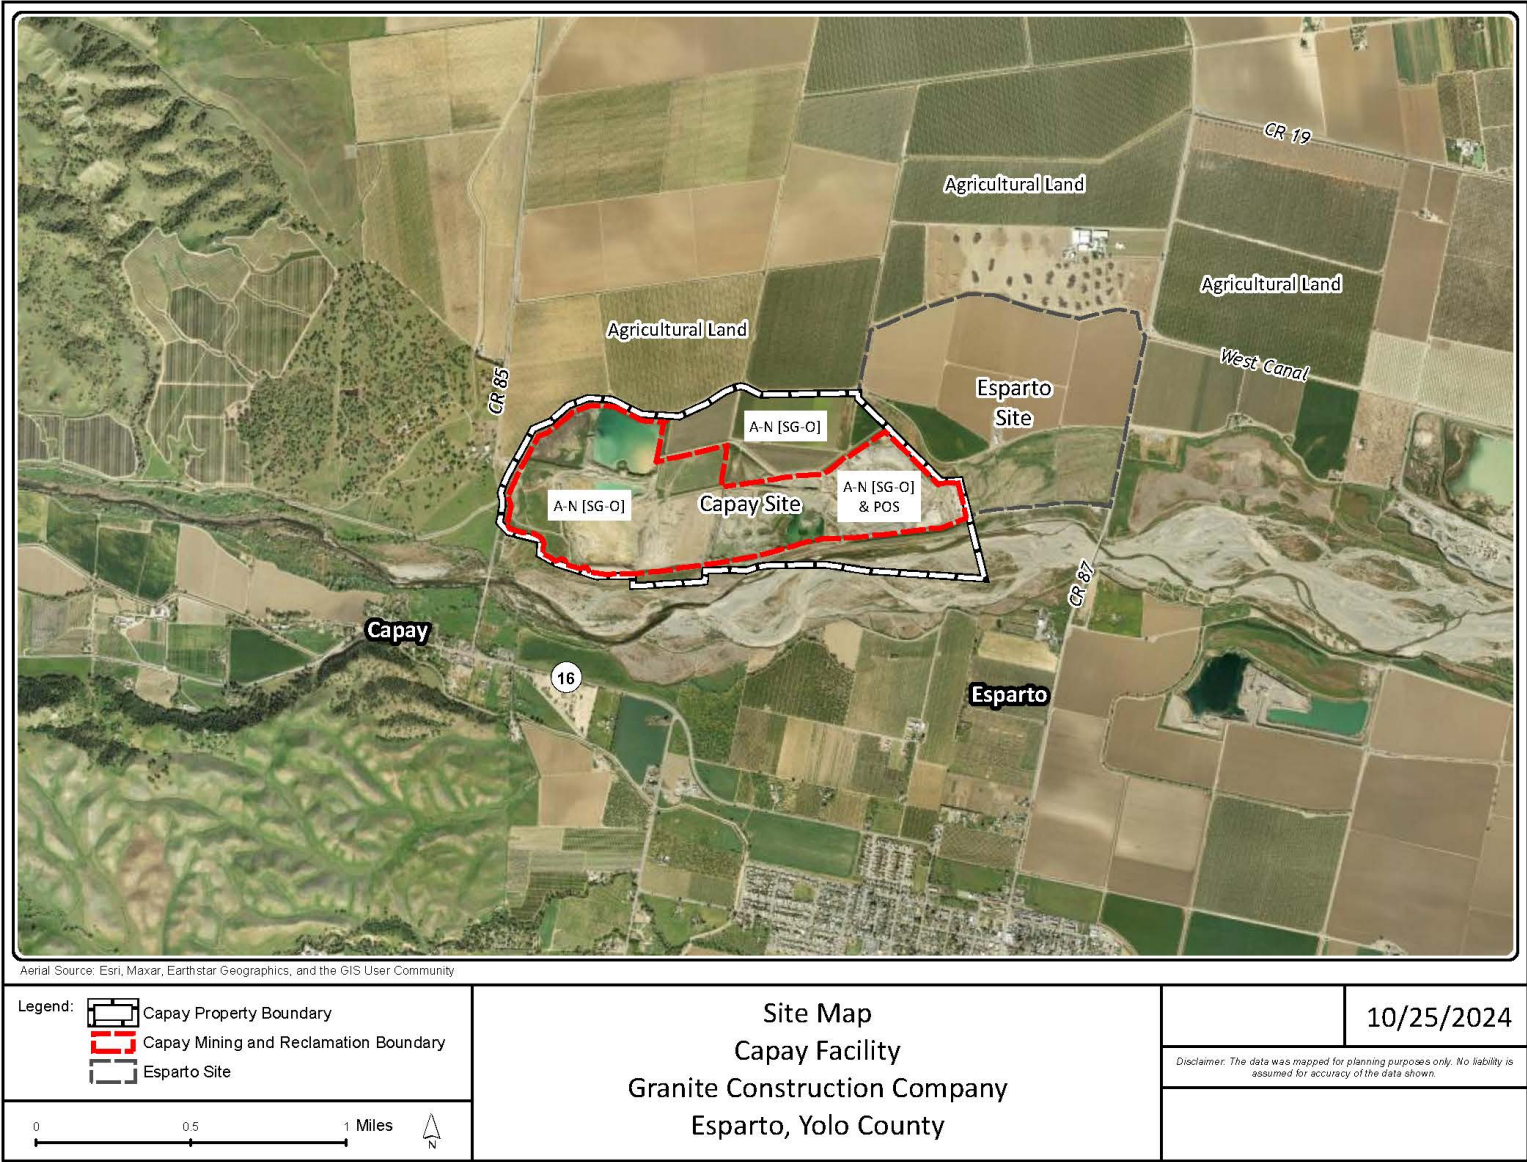 CR 19
Agricultural Land
Agricultural Land
Agricultural Land
West Canal
CR 85
Esparto
Site
A-N [SG-O]
A-N [SG-O]
Capay Site
A-N [SG-O]
& POS
CR 87
Capay
16
Esparto
Aerial Source: Esri, Maxar, Earthstar Geographics, and the GIS User Community
Legend:
Capay Property Boundary
Capay Mining and Reclamation Boundary
Esparto Site
0 0.5 1 Miles
N
Site Map
Capay Facility
Granite Construction Company
Esparto, Yolo County
10/25/2024
Disclaimer: The data was mapped for planning purposes only. No liability is
assumed for accuracy of the data shown.